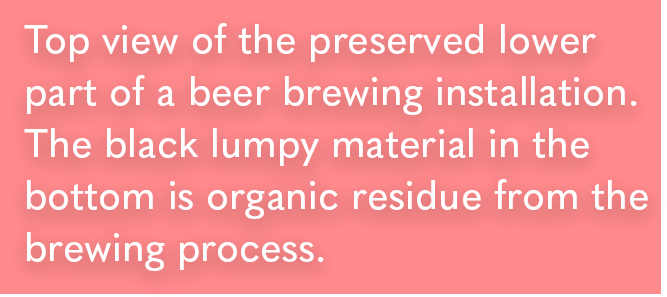 Top view of the preserved lower
part of a beer brewing installation.
The black lumpy material in the
bottom is organic residue from the
brewing process.